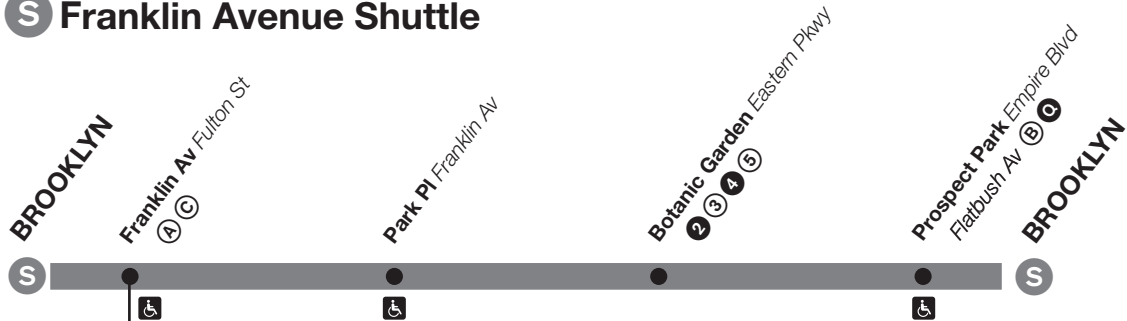 S Franklin Avenue Shuttle
BROOKLYN
Franklin Av Fulton St
A C
Park Pl Franklin Av
Botanic Garden Eastern Pkwy
2 3 4 5
Prospect Park Empire Blvd
Flatbush Av B Q
BROOKLYN
S
S